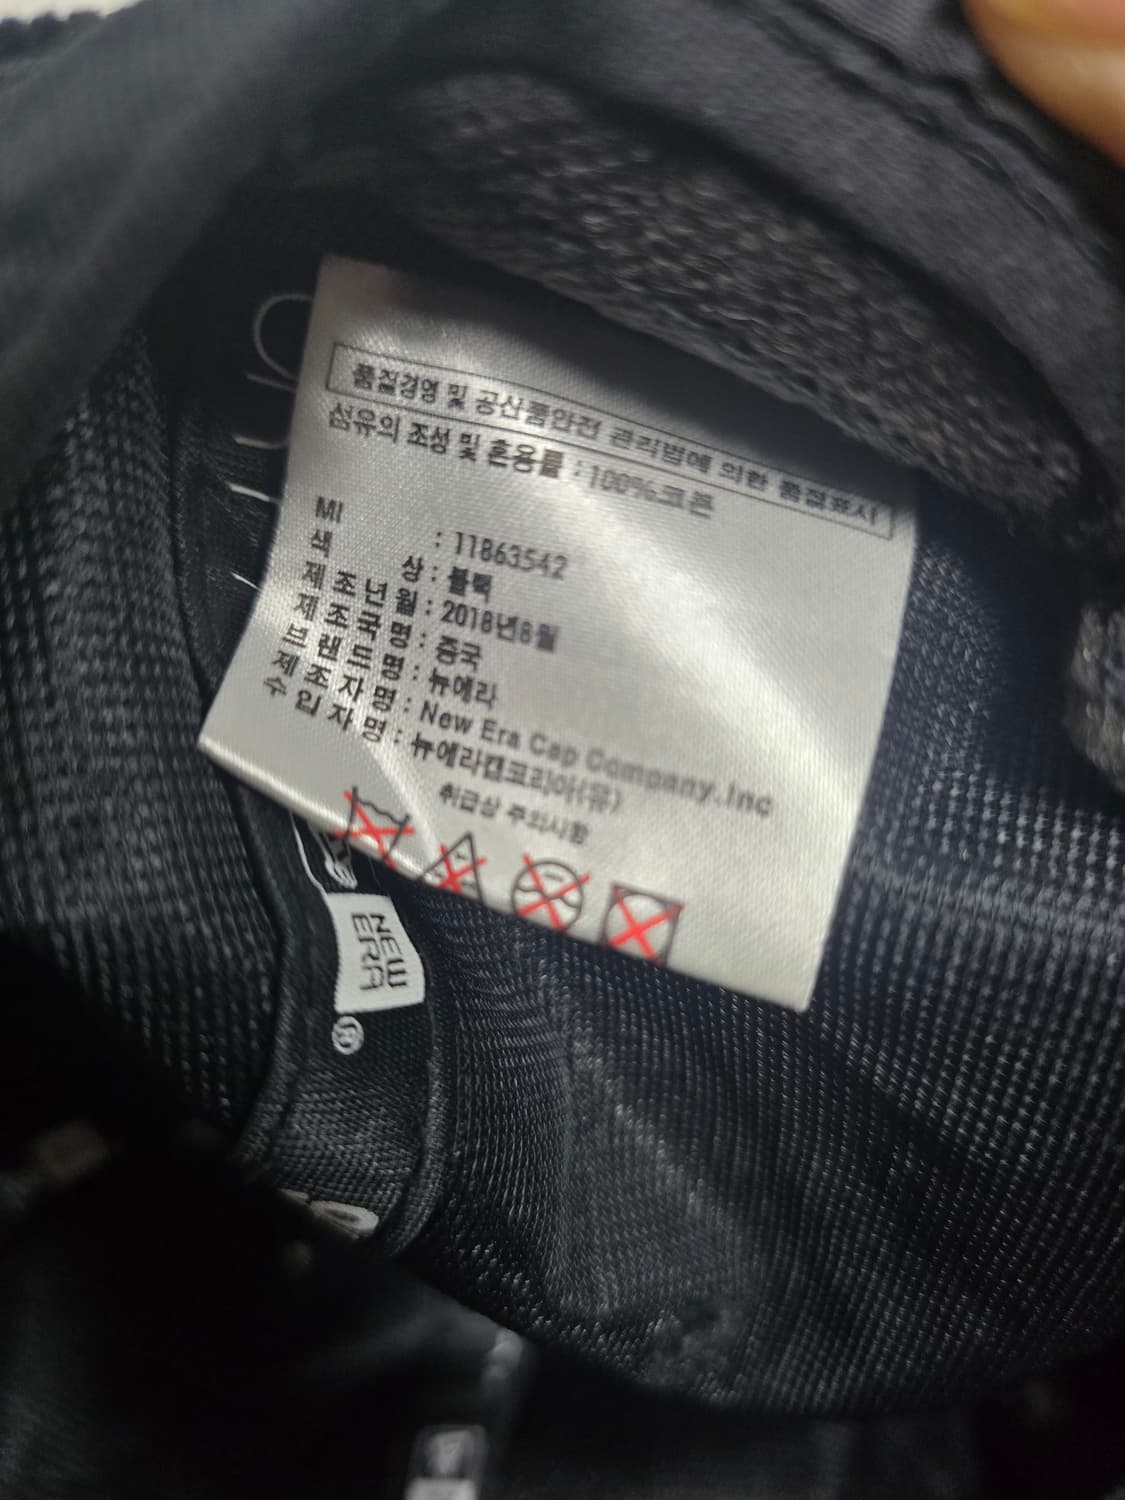 품질경영 및 공산품안전 관리법에 의한 품질표시
섬유의 조성 및 혼용률 : 100%코튼
MI : 11863542
색 상 : 블랙
제조년월 : 2018년8월
제조국명 : 중국
브랜드명 : 뉴에라
제조자명 : New Era Cap Company.Inc
수입자명 : 뉴에라캡코리아(유)
취급상 주의사항
NEW
ERA
®